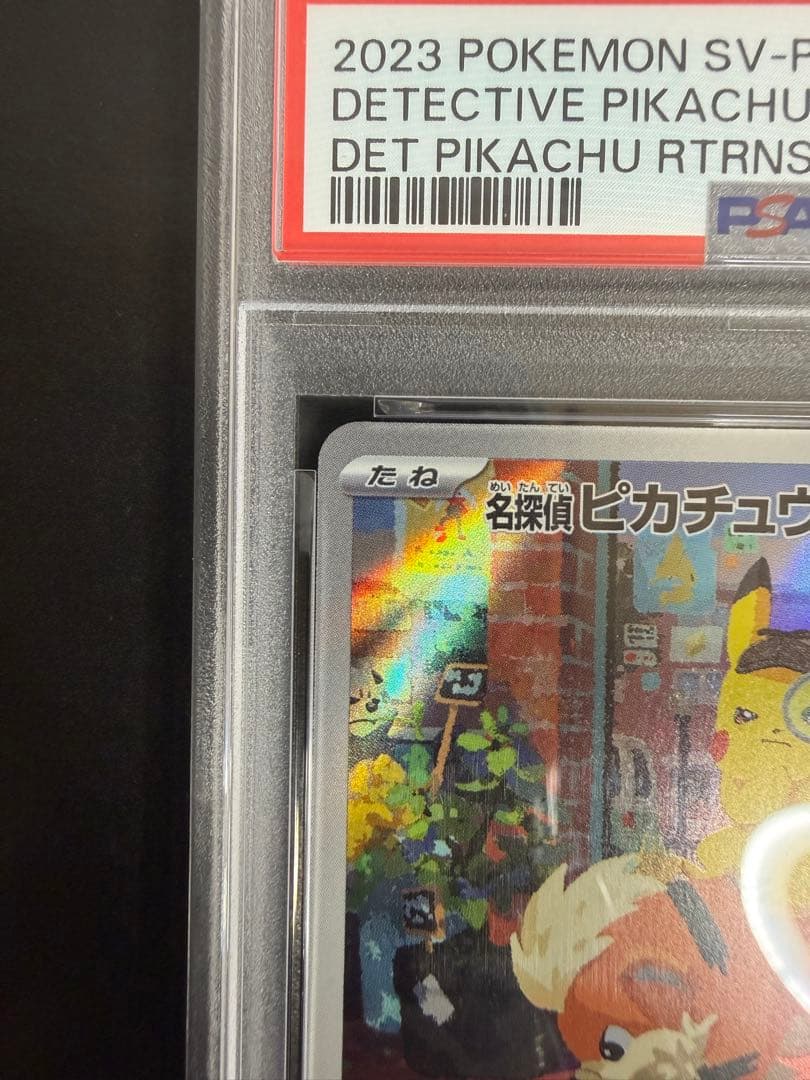 2023 POKEMON SV-P
DETECTIVE PIKACHU
DET PIKACHU RTRNS
PSA
たね
めいたんてい
名探偵ピカチュウ